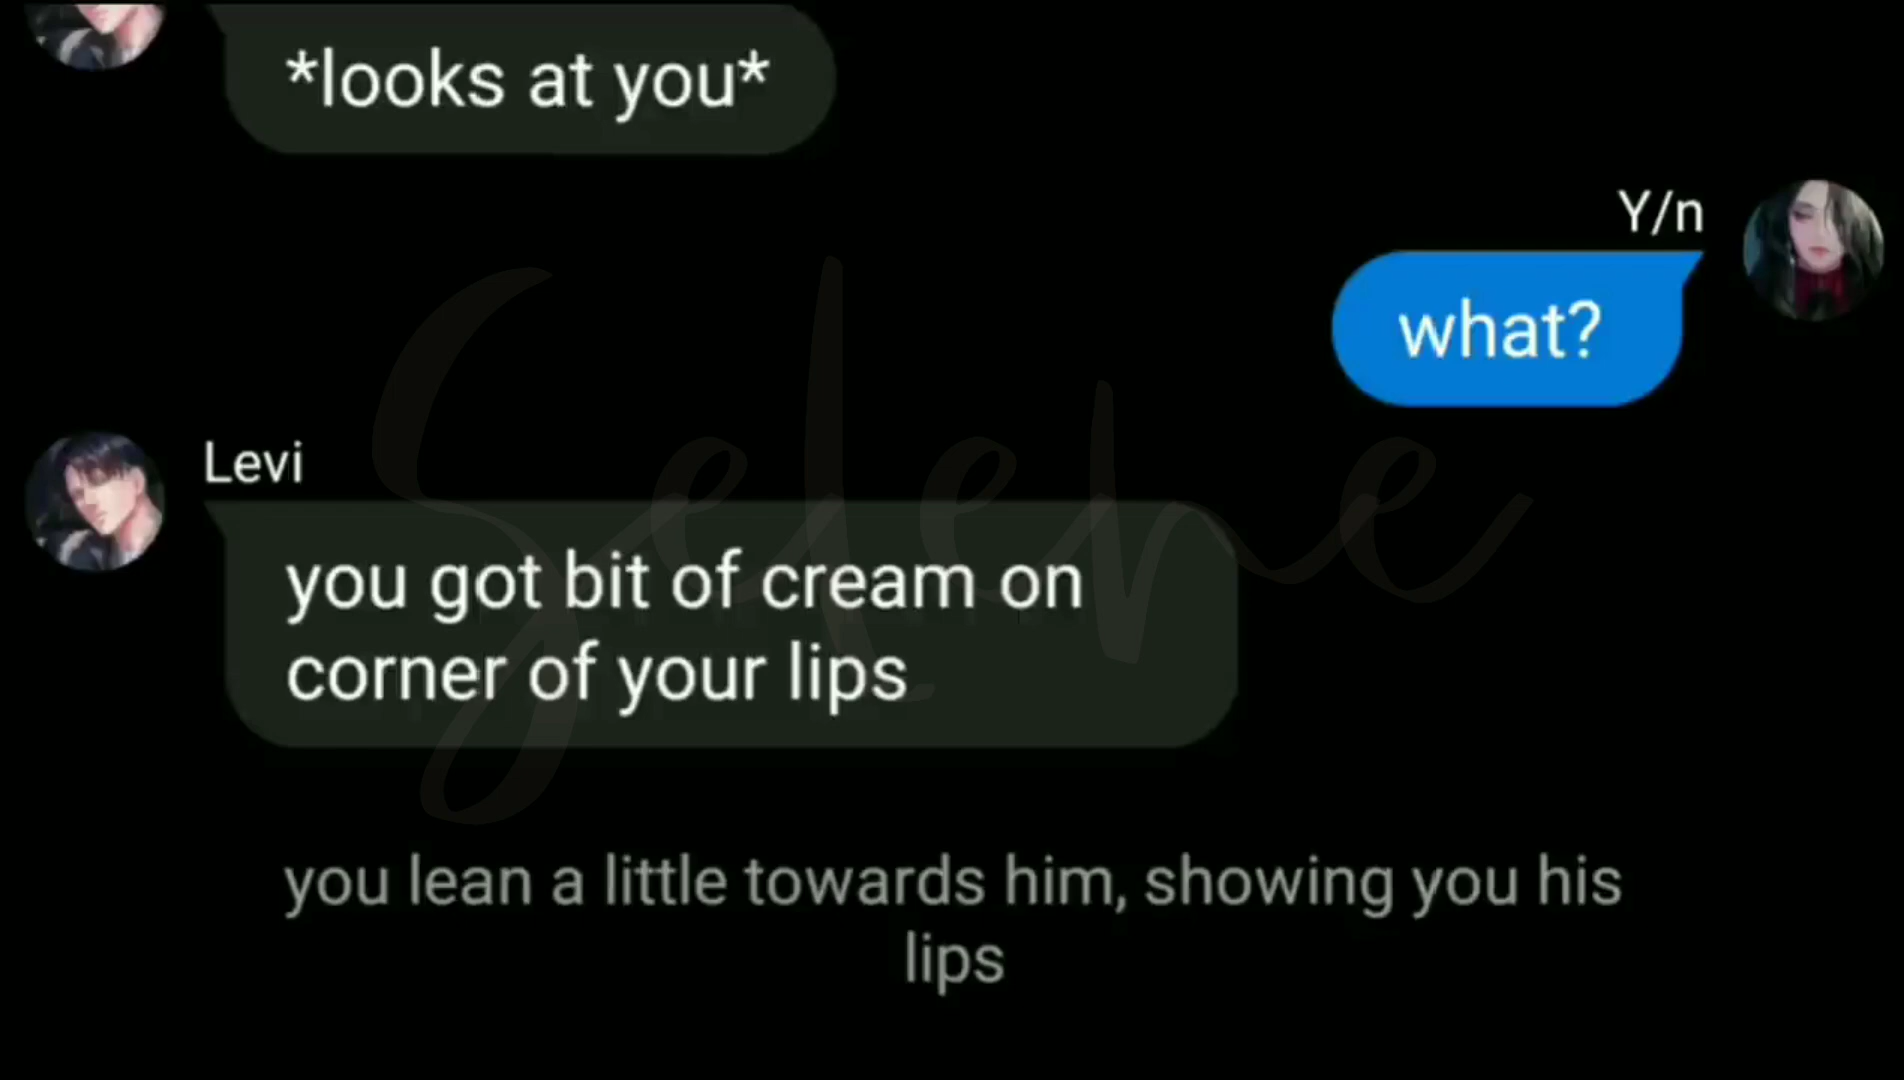 *looks at you*
Y/n
what?
Levi
you got bit of cream on
corner of your lips
Selene
you lean a little towards him, showing you his
lips